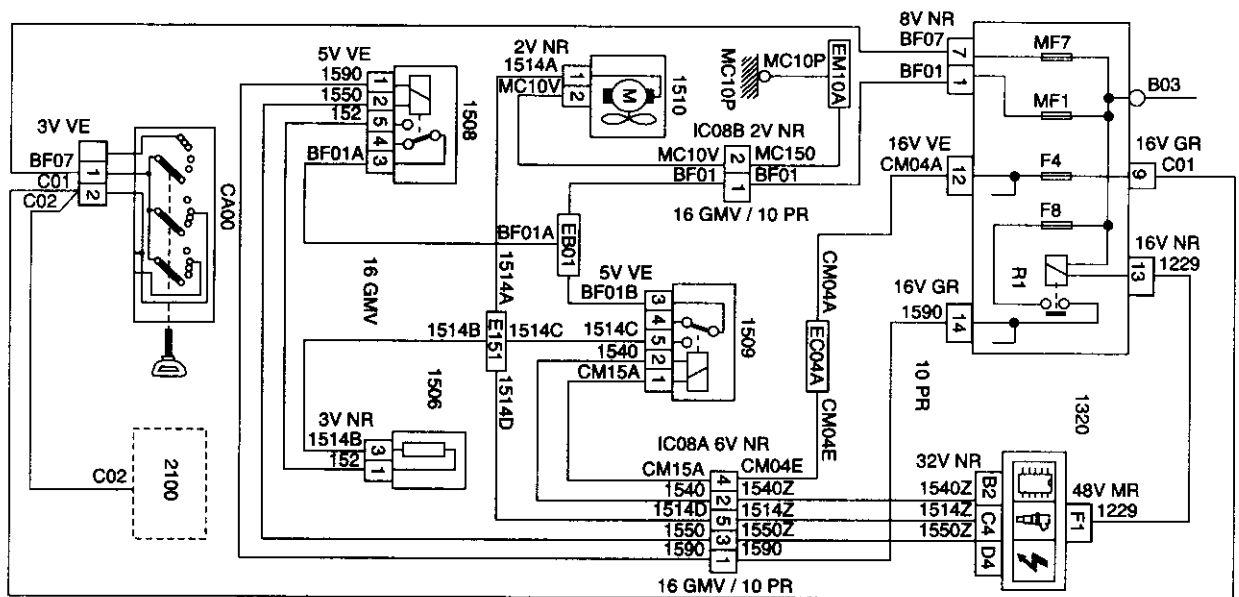 3V VE
BF07
C01
C02
1
2
CA00
C02
2100
5V VE
1590
1550
152
BF01A
1
2
5
4
3
1508
16 GMV
2V NR
1514A
MC10V
1
2
M
1510
MC10P
MC10P
EM10A
IC08B 2V NR
MC10V
2
MC150
BF01
1
BF01
16 GMV / 10 PR
BF01A
EB01
BF01B
5V VE
3
4
5
2
1
1509
1514A
1514B
E151
1514C
1514C
1540
CM15A
1514D
1506
3V NR
1514B
152
3
1
CM04A
EC04A
CM04E
IC08A 6V NR
CM15A
4
CM04E
1540
2
1540Z
1514D
5
1514Z
1550
3
1550Z
1590
1
1590
16 GMV / 10 PR
8V NR
BF07
7
BF01
1
MF7
MF1
B03
16V VE
CM04A
12
F4
16V GR
9
C01
F8
R1
16V NR
13
1229
16V GR
1590
14
10 PR
1320
32V NR
1540Z
B2
1514Z
C4
1550Z
D4
48V MR
F1
1229